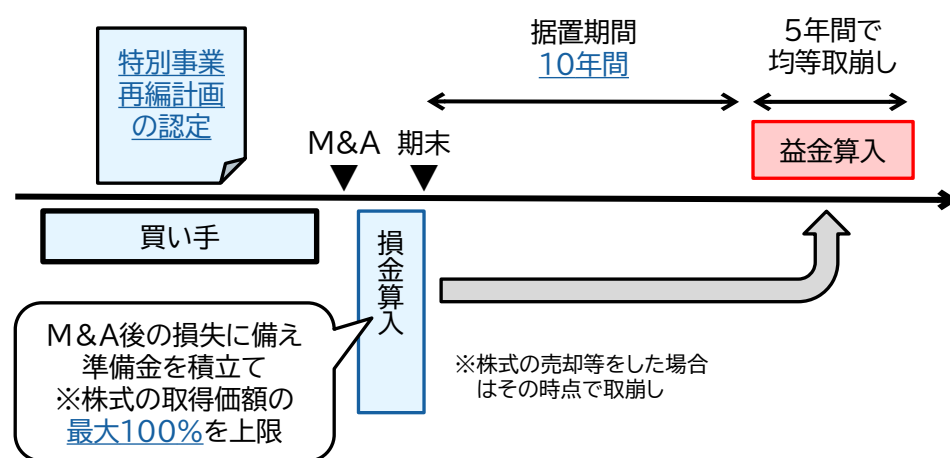 特別事業
再編計画
の認定
据置期間
10年間
5年間で
均等取崩し
M&A
期末
益金算入
買い手
損金算入
M&A後の損失に備え
準備金を積立て
※株式の取得価額の
最大100%を上限
※株式の売却等をした場合
はその時点で取崩し